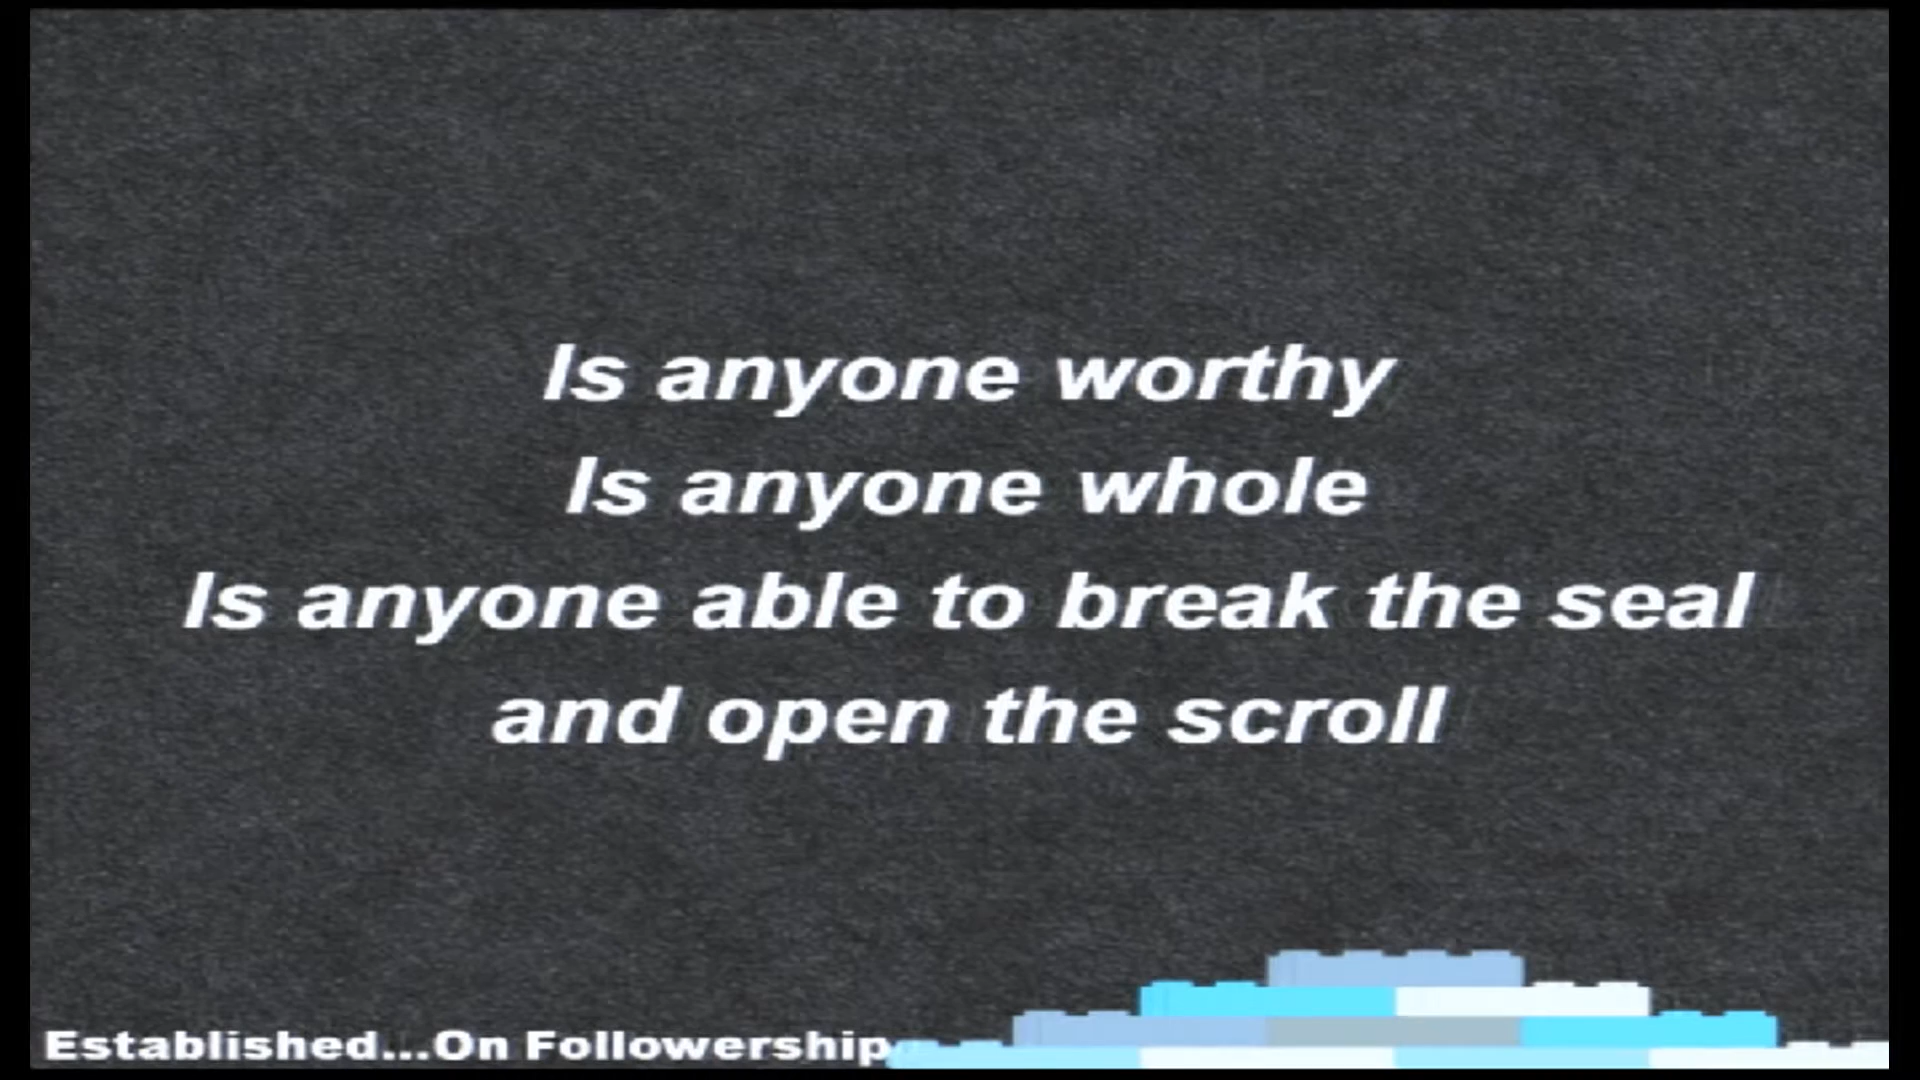 Is anyone worthy
Is anyone whole
Is anyone able to break the seal
and open the scroll
Established...On Followership